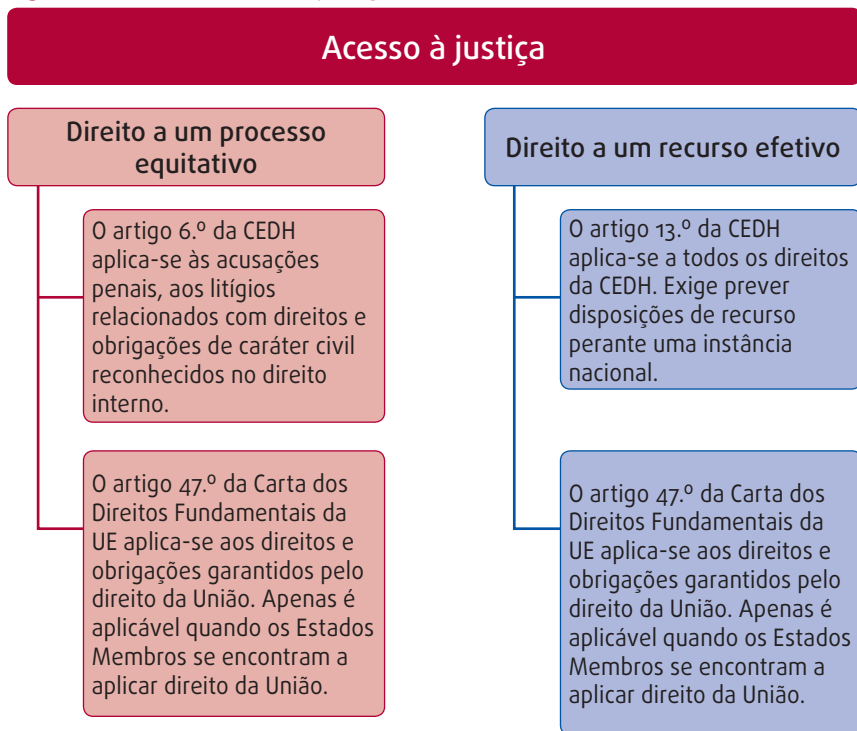 Acesso à justiça
Direito a um processo
equitativo
O artigo 6.º da CEDH
aplica-se às acusações
penais, aos litígios
relacionados com direitos e
obrigações de caráter civil
reconhecidos no direito
interno.
O artigo 47.º da Carta dos
Direitos Fundamentais da
UE aplica-se aos direitos e
obrigações garantidos pelo
direito da União. Apenas é
aplicável quando os Estados
Membros se encontram a
aplicar direito da União.
Direito a um recurso efetivo
O artigo 13.º da CEDH
aplica-se a todos os direitos
da CEDH. Exige prever
disposições de recurso
perante uma instância
nacional.
O artigo 47.º da Carta dos
Direitos Fundamentais da
UE aplica-se aos direitos e
obrigações garantidos pelo
direito da União. Apenas é
aplicável quando os Estados
Membros se encontram a
aplicar direito da União.